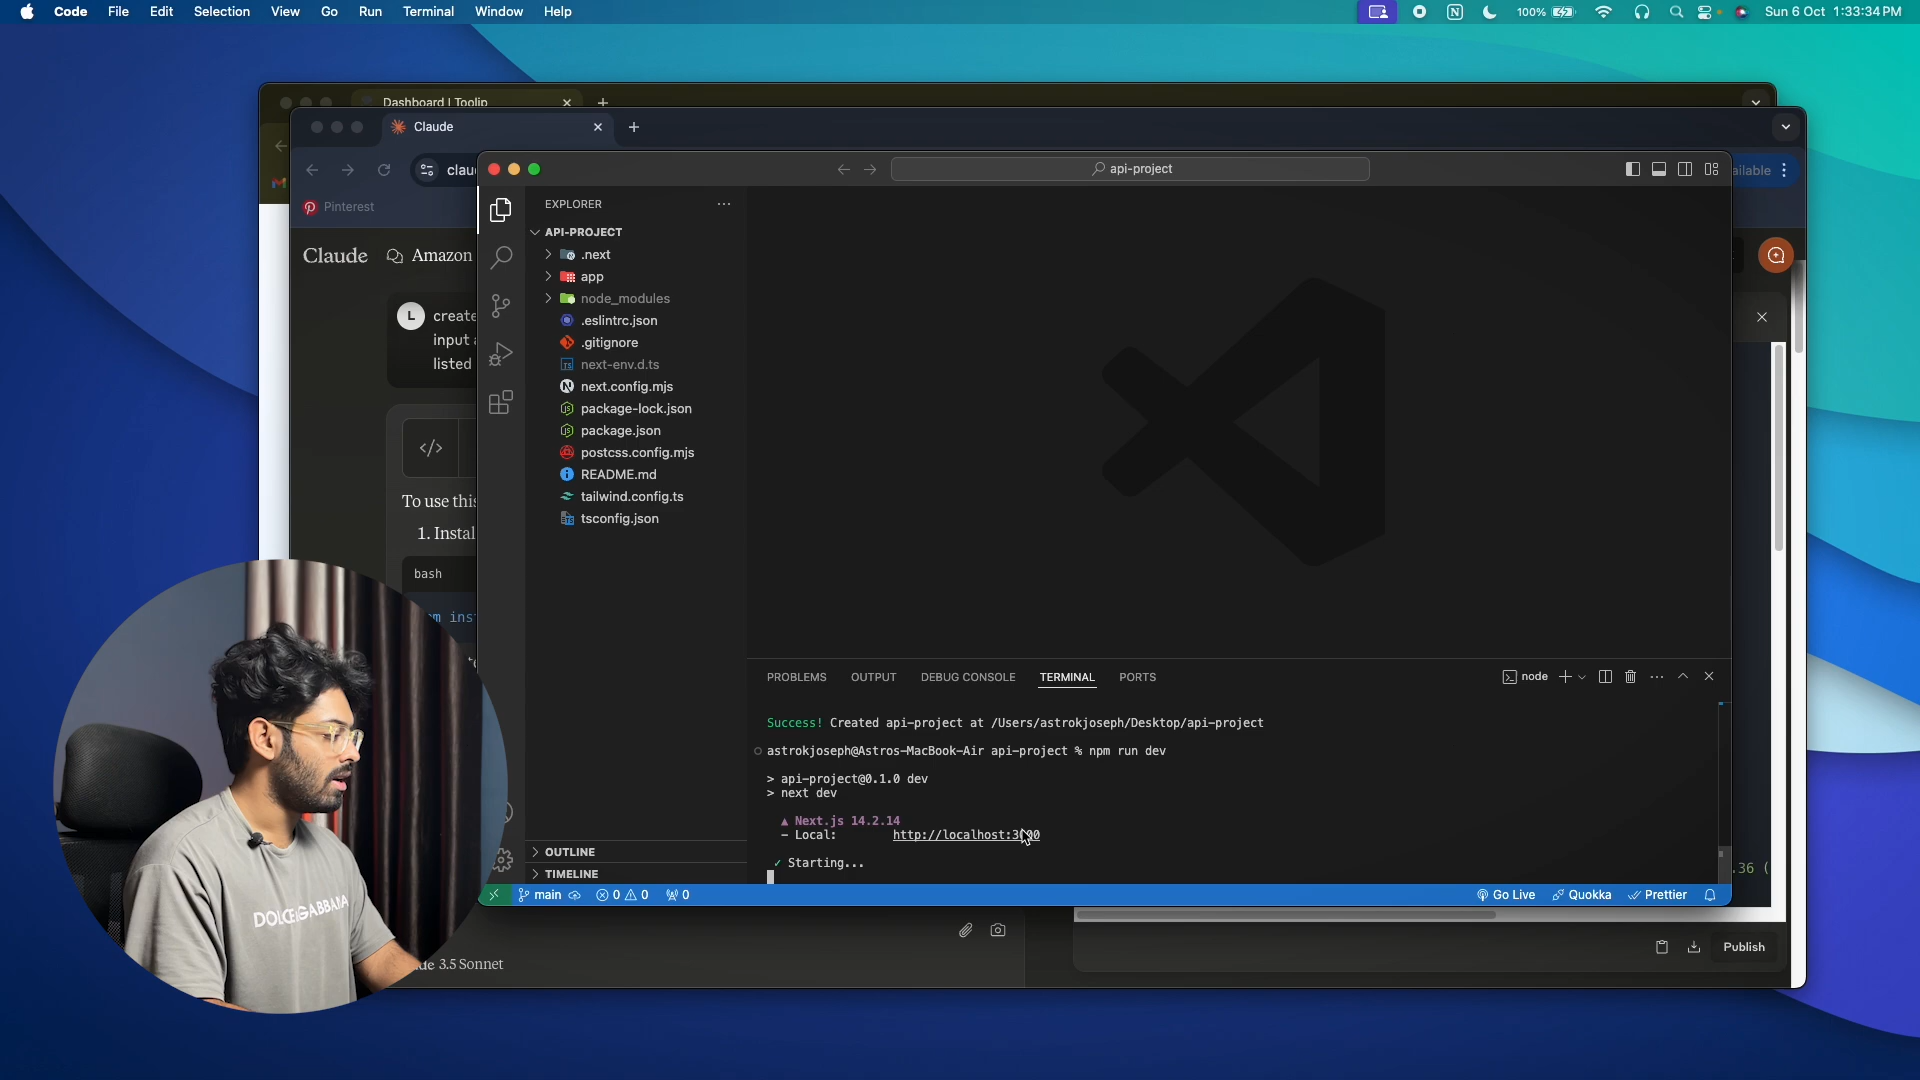 Code File Edit Selection View Go Run Terminal Window Help
100% Sun 6 Oct 1:33:34 PM
Dashboard | Toolip
Claude
api-project
Pinterest
Claude Amazon
L create
input
listed
To use this
1. Instal
bash
EXPLORER
API-PROJECT
.next
app
node_modules
.eslintrc.json
.gitignore
next-env.d.ts
next.config.mjs
package-lock.json
package.json
postcss.config.mjs
README.md
tailwind.config.ts
tsconfig.json
OUTLINE
TIMELINE
PROBLEMS OUTPUT DEBUG CONSOLE TERMINAL PORTS
node
Success! Created api-project at /Users/astrokjoseph/Desktop/api-project
astrokjoseph@Astros-MacBook-Air api-project % npm run dev
> api-project@0.1.0 dev
> next dev
▲ Next.js 14.2.14
- Local: http://localhost:3000
✓ Starting...
main 0 0 0 Go Live Quokka Prettier
.36 (
3.5 Sonnet
Publish
DOLCE&GABBANA